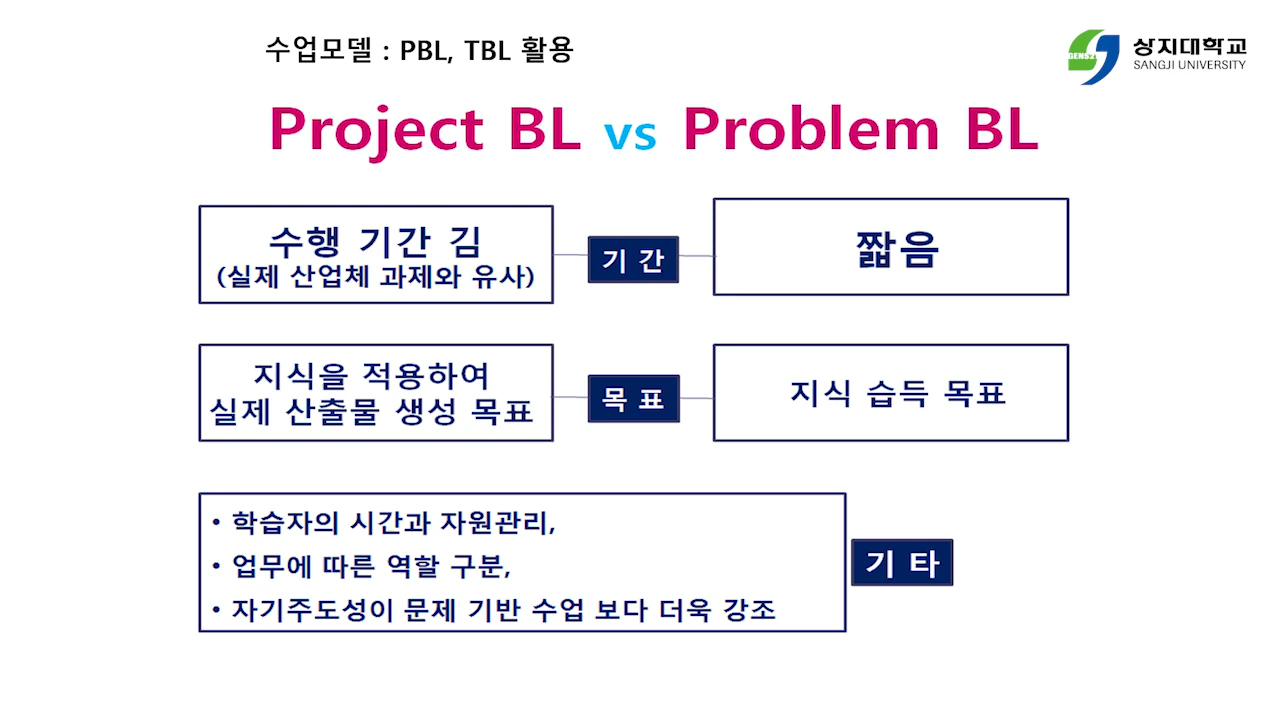 수업모델 : PBL, TBL 활용
상지대학교
SANGJI UNIVERSITY
Project BL vs Problem BL
수행 기간 김
(실제 산업체 과제와 유사)
기 간
짧음
지식을 적용하여
실제 산출물 생성 목표
목 표
지식 습득 목표
• 학습자의 시간과 자원관리,
• 업무에 따른 역할 구분,
• 자기주도성이 문제 기반 수업 보다 더욱 강조
기 타